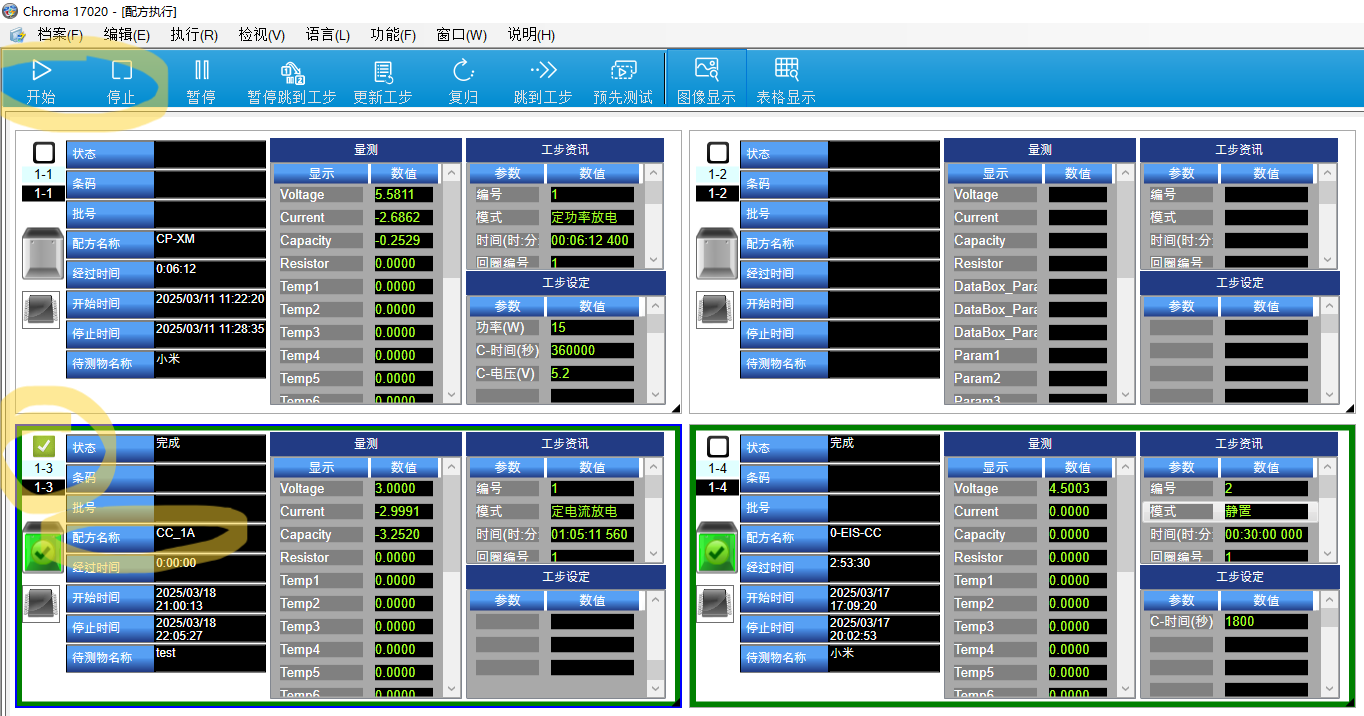 Chroma 17020 - [配方执行]
档案(F) 编辑(E) 执行(R) 检视(V) 语言(L) 功能(F) 窗口(W) 说明(H)
开始 停止 暂停 暂停跳到工步 更新工步 复归 跳到工步 预先测试 图像显示 表格显示
1-1
1-1
状态
条码
批号
配方名称 CP-XM
经过时间 0:06:12
开始时间 2025/03/11 11:22:20
停止时间 2025/03/11 11:28:35
待测物名称 小米
量测
显示 数值
Voltage 5.5811
Current -2.6862
Capacity -0.2529
Resistor 0.0000
Temp1 0.0000
Temp2 0.0000
Temp3 0.0000
Temp4 0.0000
Temp5 0.0000
Temp6 0.0000
工步资讯
参数 数值
编号 1
模式 定功率放电
时间(时:分: 00:06:12 400
回圈编号 1
工步设定
参数 数值
功率(W) 15
C-时间(秒) 360000
C-电压(V) 5.2
1-2
1-2
状态
条码
批号
配方名称
经过时间
开始时间
停止时间
待测物名称
量测
显示 数值
Voltage
Current
Capacity
Resistor
DataBox_Para
DataBox_Para
DataBox_Para
Param1
Param2
Param3
工步资讯
参数 数值
编号
模式
时间(时:分:
回圈编号
工步设定
参数 数值
1-3
1-3
状态 完成
条码
批号
配方名称 CC_1A
经过时间 0:00:00
开始时间 2025/03/18
21:00:13
停止时间 2025/03/18
22:05:27
待测物名称 test
量测
显示 数值
Voltage 3.0000
Current -2.9991
Capacity -3.2520
Resistor 0.0000
Temp1 0.0000
Temp2 0.0000
Temp3 0.0000
Temp4 0.0000
Temp5 0.0000
Temp6 0.0000
工步资讯
参数 数值
编号 1
模式 定电流放电
时间(时:分: 01:05:11 560
回圈编号 1
工步设定
参数 数值
1-4
1-4
状态 完成
条码
批号
配方名称 0-EIS-CC
经过时间 2:53:30
开始时间 2025/03/17
17:09:20
停止时间 2025/03/17
20:02:53
待测物名称 小米
量测
显示 数值
Voltage 4.5003
Current 0.0000
Capacity 0.0000
Resistor 0.0000
Temp1 0.0000
Temp2 0.0000
Temp3 0.0000
Temp4 0.0000
Temp5 0.0000
Temp6 0.0000
工步资讯
参数 数值
编号 2
模式 静置
时间(时:分: 00:30:00 000
回圈编号 1
工步设定
参数 数值
C-时间(秒) 1800